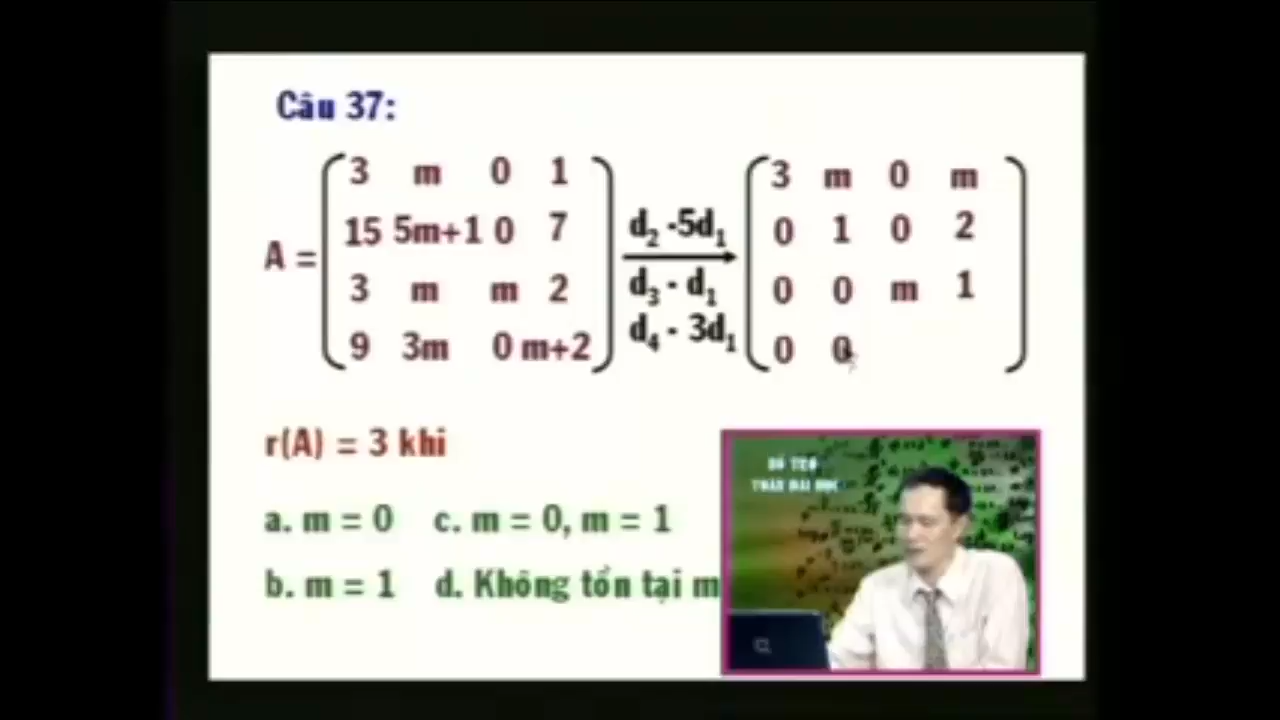 Câu 37:
A =
3 m 0 1
15 5m+1 0 7
3 m m 2
9 3m 0 m+2
d₂ -5d₁
d₃ - d₁
d₄ - 3d₁
3 m 0 m
0 1 0 2
0 0 m 1
0 0
r(A) = 3 khi
a. m = 0 c. m = 0, m = 1
b. m = 1 d. Không tồn tại m